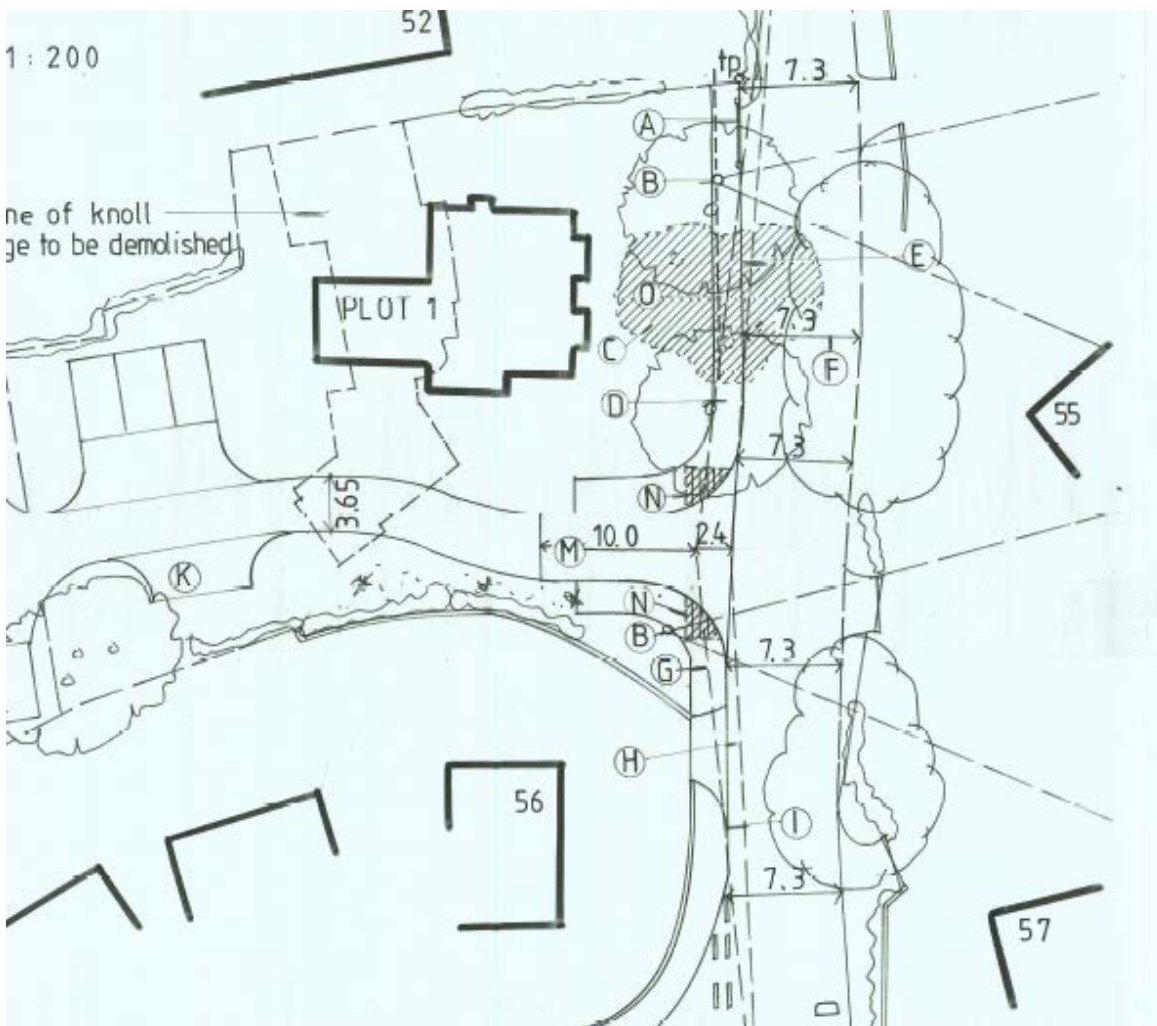 52
1:200
tp
7.3
A
B
ne of knoll
ge to be demolished
E
O
PLOT 1
7.3
C
F
D
55
7.3
N
3.65
10.0
2.4
M
K
N
B
7.3
G
H
56
I
7.3
57
D